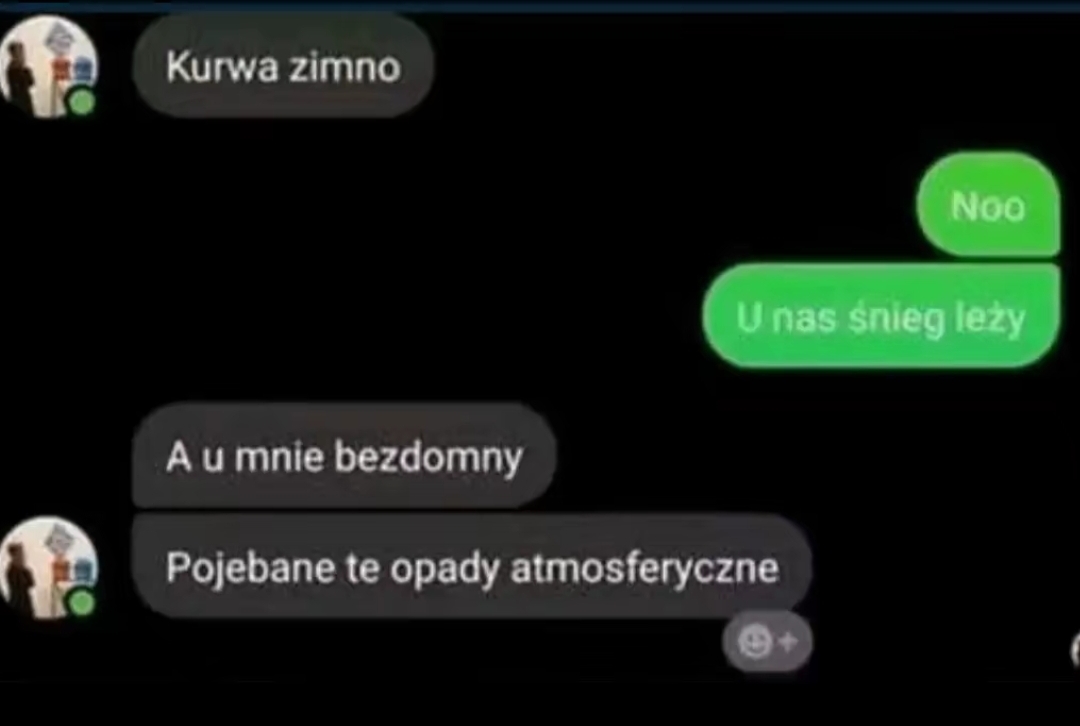 Kurwa zimno
Noo
U nas śnieg leży
A u mnie bezdomny
Pojebane te opady atmosferyczne